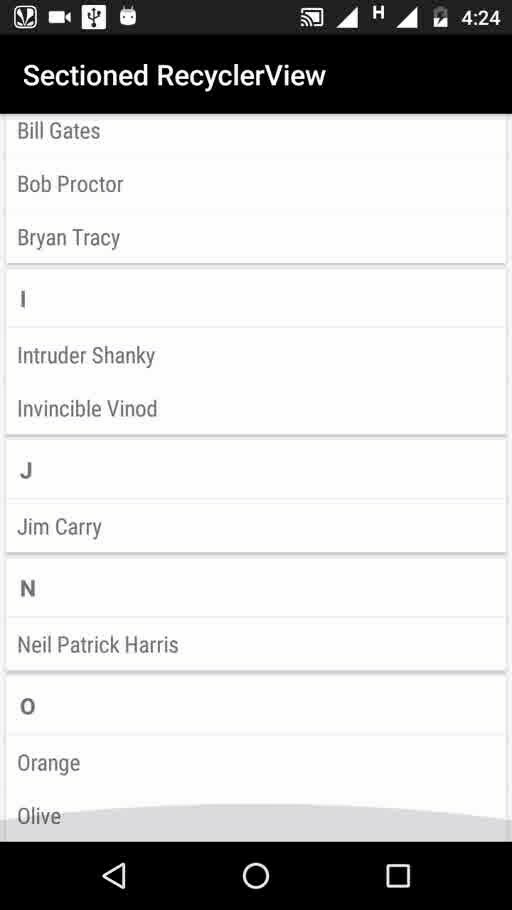 H 4:24
Sectioned RecyclerView
Bill Gates
Bob Proctor
Bryan Tracy
I
Intruder Shanky
Invincible Vinod
J
Jim Carry
N
Neil Patrick Harris
O
Orange
Olive